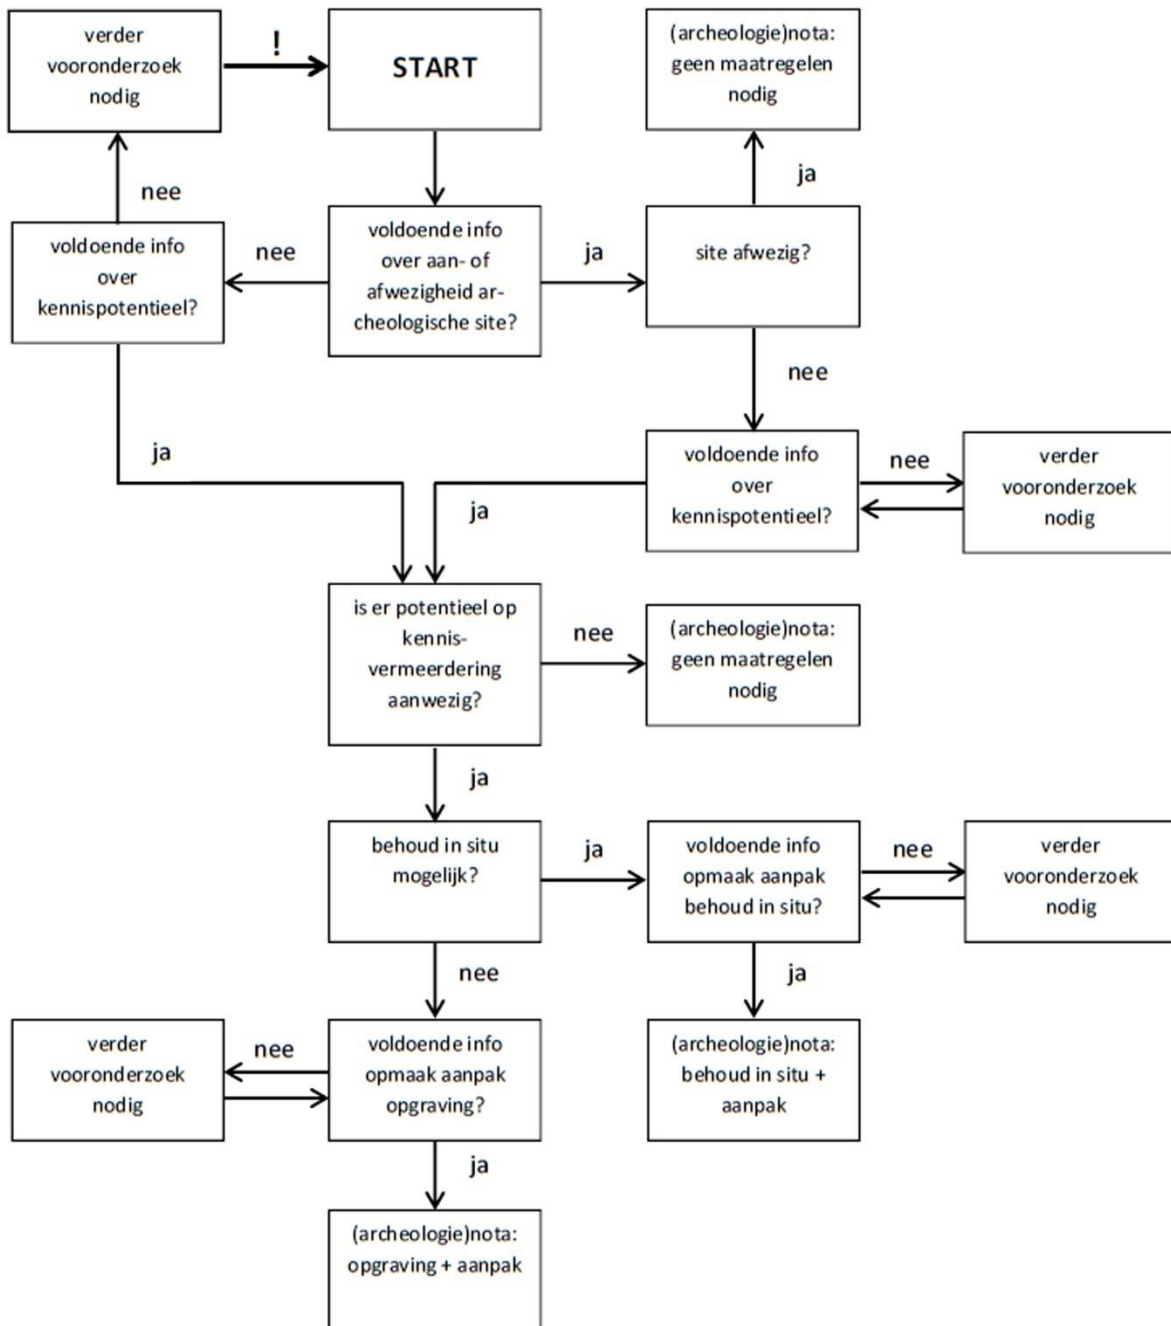 verder
vooronderzoek
nodig
!
START
(archeologie)nota:
geen maatregelen
nodig
nee
ja
voldoende info
over
kennispotentieel?
nee
voldoende info
over aan- of
afwezigheid ar-
cheologische site?
ja
site afwezig?
nee
ja
voldoende info
over
kennispotentieel?
nee
verder
vooronderzoek
nodig
ja
is er potentieel op
kennis-
vermeerdering
aanwezig?
nee
(archeologie)nota:
geen maatregelen
nodig
ja
behoud in situ
mogelijk?
ja
voldoende info
opmaak aanpak
behoud in situ?
nee
verder
vooronderzoek
nodig
nee
ja
verder
vooronderzoek
nodig
nee
voldoende info
opmaak aanpak
opgraving?
(archeologie)nota:
behoud in situ +
aanpak
ja
(archeologie)nota:
opgraving + aanpak